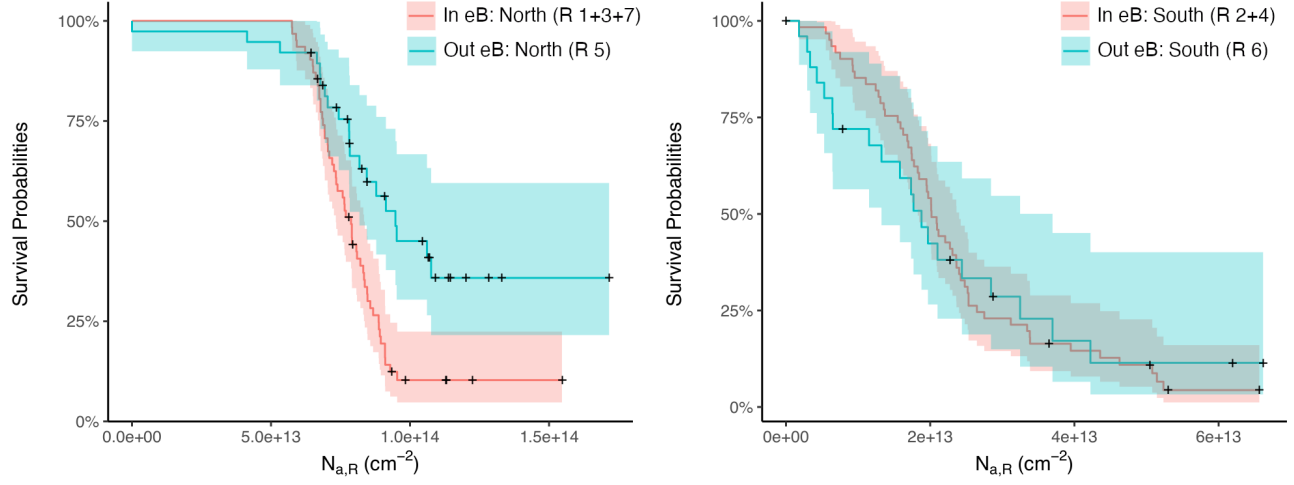 In eB: North (R 1+3+7)
Out eB: North (R 5)
100%
75%
50%
25%
0%
Survival Probabilities
0.0e+00 5.0e+13 1.0e+14 1.5e+14
N_{a,R} (cm⁻²)
In eB: South (R 2+4)
Out eB: South (R 6)
100%
75%
50%
25%
0%
Survival Probabilities
0e+00 2e+13 4e+13 6e+13
N_{a,R} (cm⁻²)